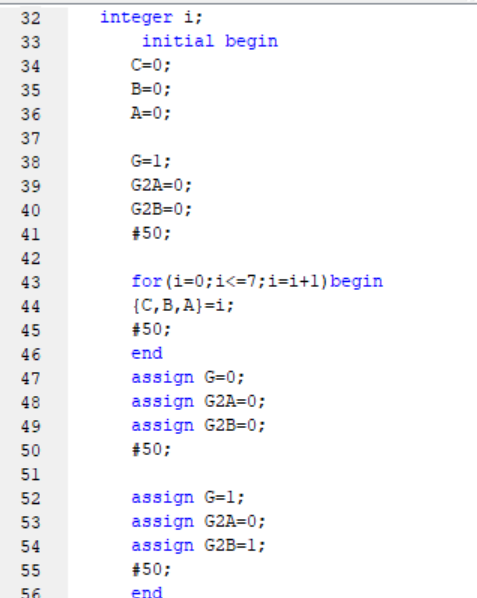 32 integer i;
33 initial begin
34 C=0;
35 B=0;
36 A=0;
37
38 G=1;
39 G2A=0;
40 G2B=0;
41 #50;
42
43 for(i=0;i<=7;i=i+1)begin
44 {C,B,A}=i;
45 #50;
46 end
47 assign G=0;
48 assign G2A=0;
49 assign G2B=0;
50 #50;
51
52 assign G=1;
53 assign G2A=0;
54 assign G2B=1;
55 #50;
56 end